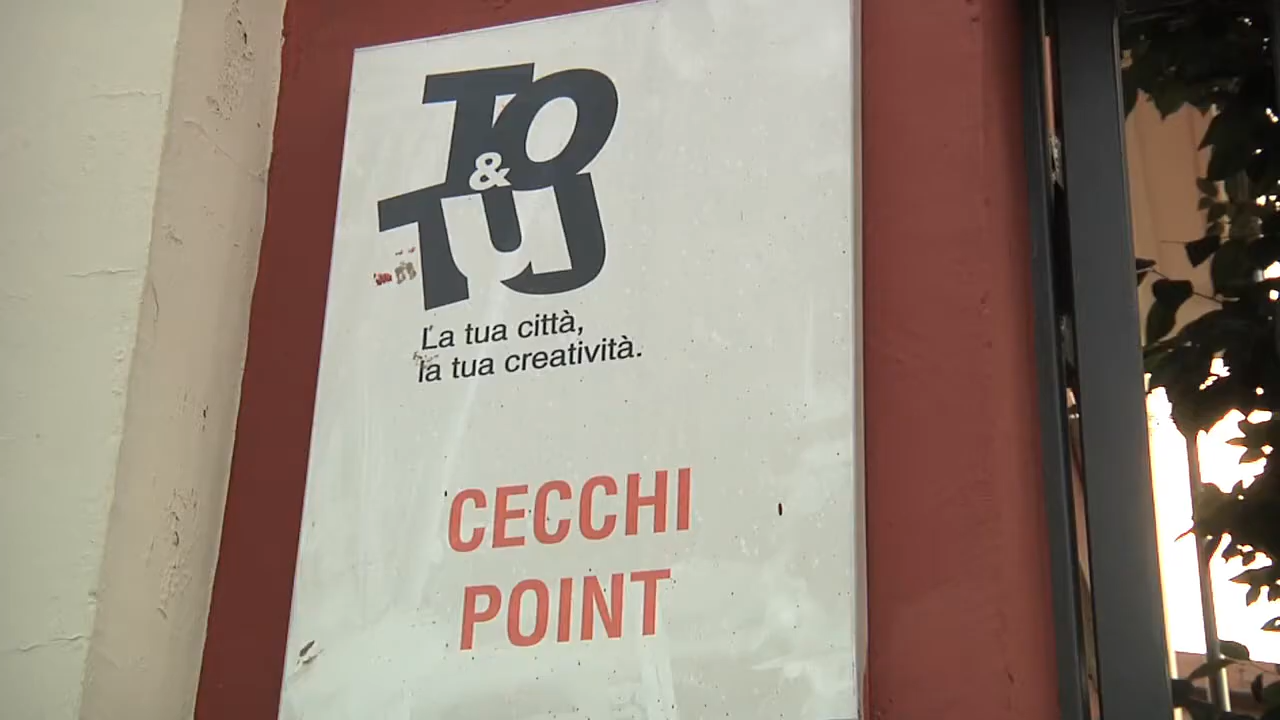 TO
&
TU
La tua città,
la tua creatività.
CECCHI
POINT